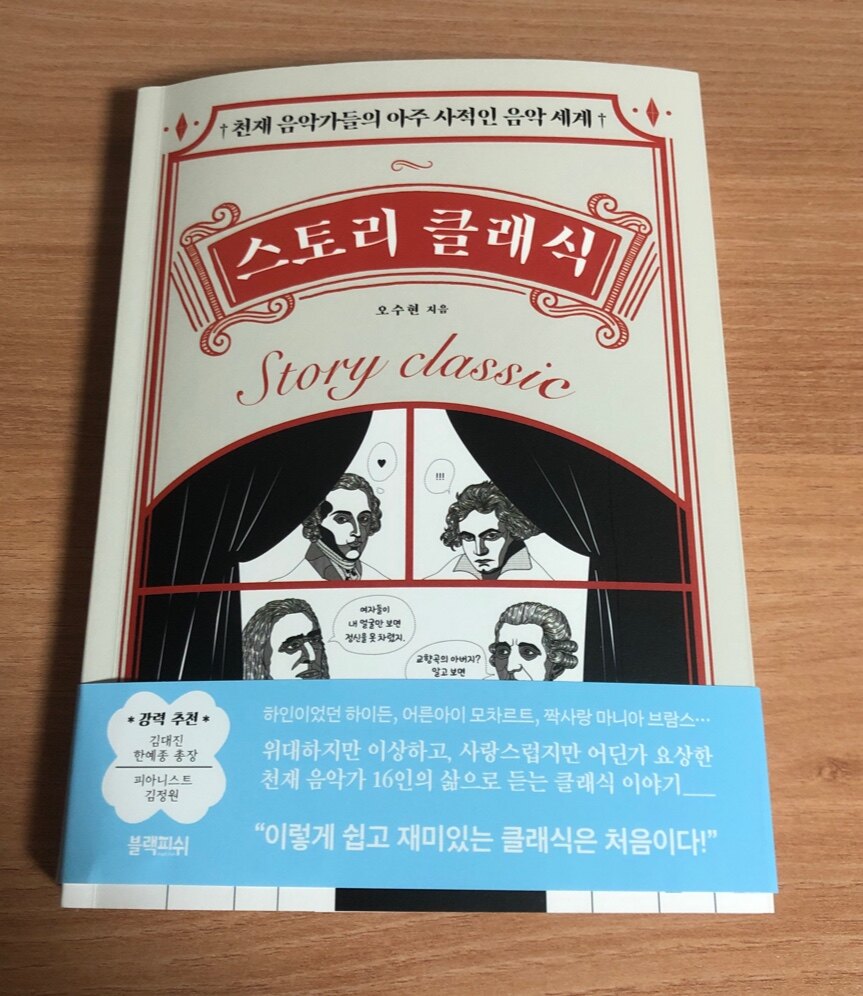 †천재 음악가들의 아주 사적인 음악 세계†
스토리 클래식
오수현 지음
Story classic
♥
!!!
여자들이
내 얼굴만 보면
정신을 못 차렸지.
교향곡의 아버지?
알고 보면
*강력 추천*
김대진
한예종 총장
피아니스트
김정원
블랙피쉬
하인이었던 하이든, 어른아이 모차르트, 짝사랑 마니아 브람스…
위대하지만 이상하고, 사랑스럽지만 어딘가 요상한
천재 음악가 16인의 삶으로 듣는 클래식 이야기__
“이렇게 쉽고 재미있는 클래식은 처음이다!”